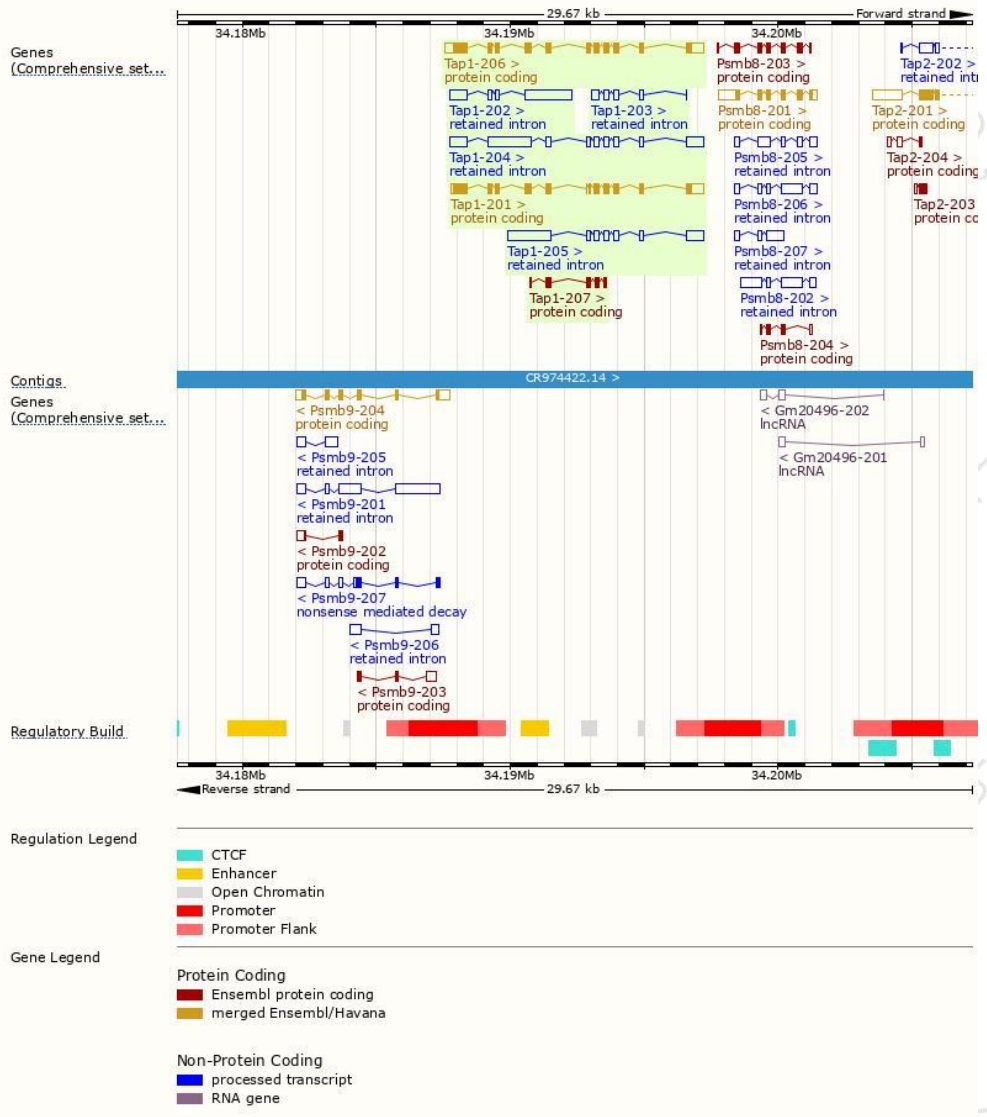 29.67 kb
Forward strand
34.18Mb 34.19Mb 34.20Mb
Genes
(Comprehensive set...
Tap1-206 >
protein coding
Psmb8-203 >
protein coding
Tap2-202 >
retained int
Tap1-202 >
retained intron
Tap1-203 >
retained intron
Psmb8-201 >
protein coding
Tap2-201 >
protein coding
Tap1-204 >
retained intron
Psmb8-205 >
retained intron
Tap2-204 >
protein coding
Tap1-201 >
protein coding
Psmb8-206 >
retained intron
Tap2-203
protein co
Tap1-205 >
retained intron
Psmb8-207 >
retained intron
Tap1-207 >
protein coding
Psmb8-202 >
retained intron
Psmb8-204 >
protein coding
Contigs
CR974422.14 >
Genes
(Comprehensive set...
< Psmb9-204
protein coding
< Gm20496-202
lncRNA
< Psmb9-205
retained intron
< Gm20496-201
lncRNA
< Psmb9-201
retained intron
< Psmb9-202
protein coding
< Psmb9-207
nonsense mediated decay
< Psmb9-206
retained intron
< Psmb9-203
protein coding
Regulatory Build
34.18Mb 34.19Mb 34.20Mb
Reverse strand
29.67 kb
Regulation Legend
CTCF
Enhancer
Open Chromatin
Promoter
Promoter Flank
Gene Legend
Protein Coding
Ensembl protein coding
merged Ensembl/Havana
Non-Protein Coding
processed transcript
RNA gene